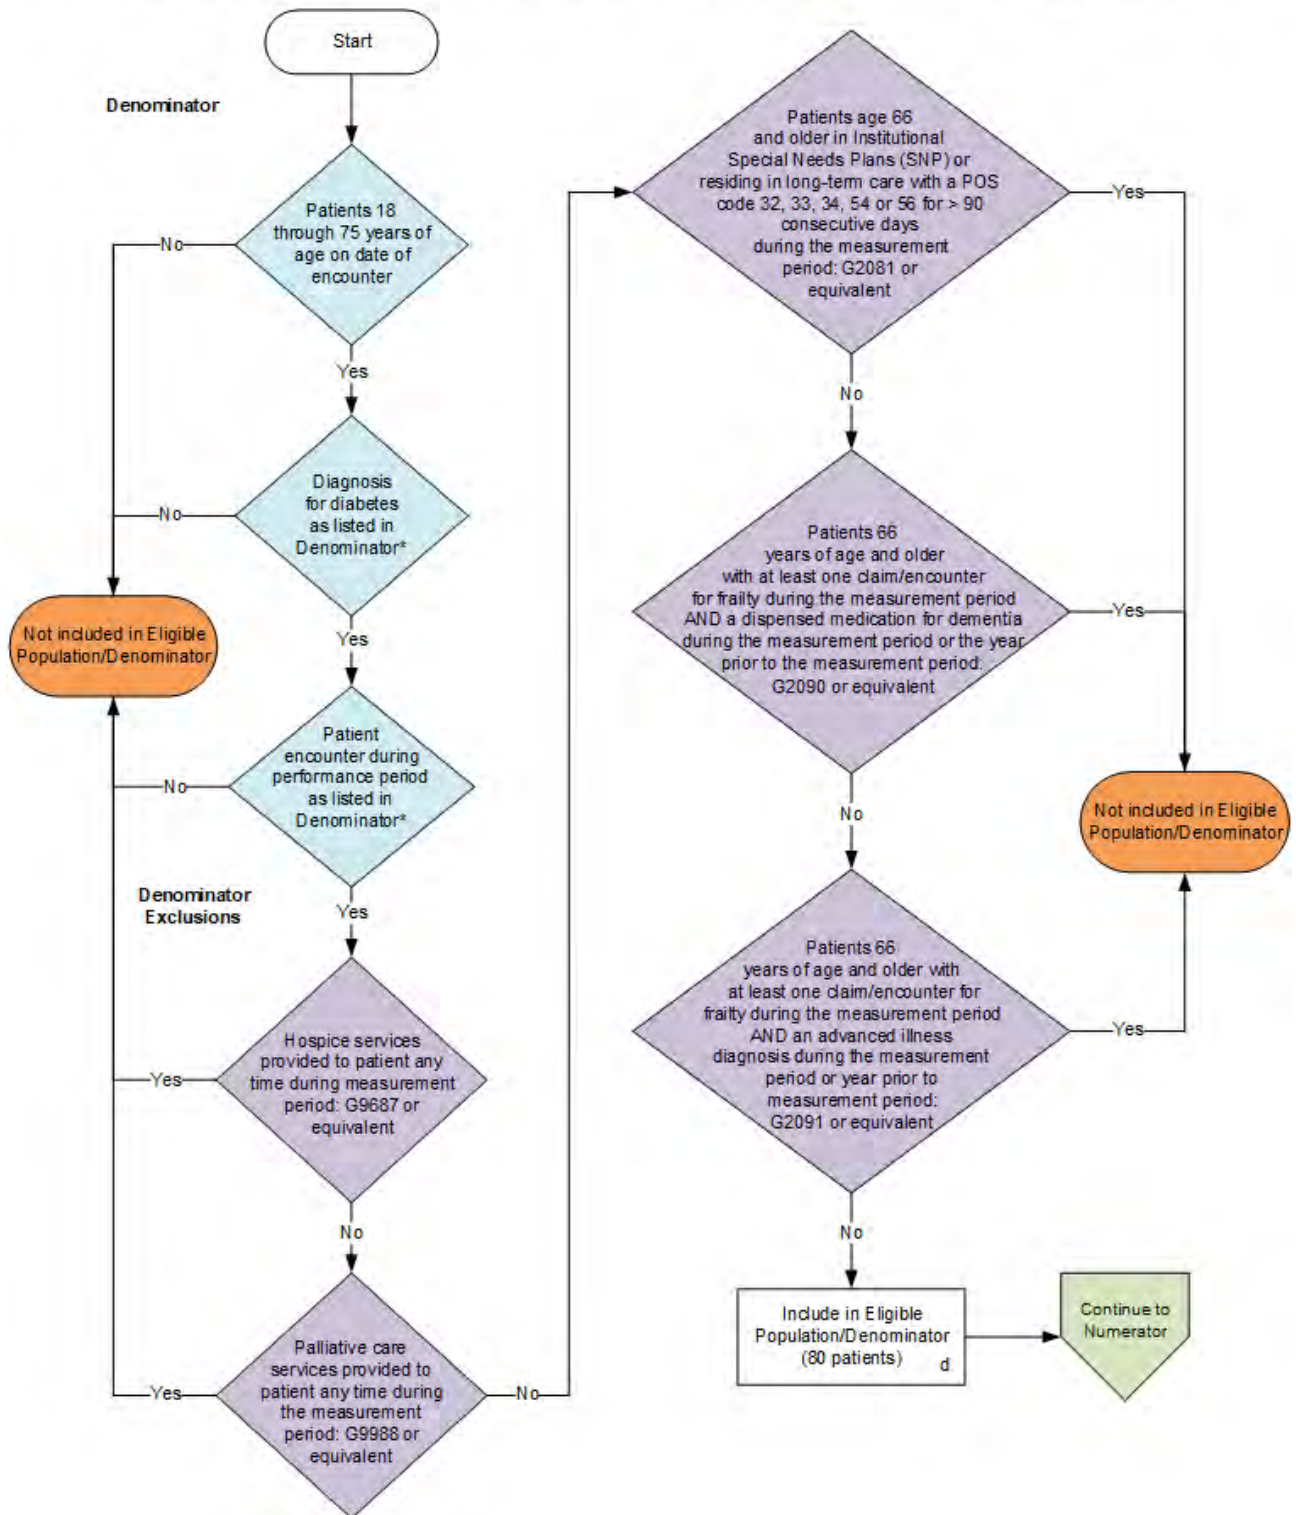 Start
Denominator
Patients 18
through 75 years of
age on date of
encounter
No
Yes
Diagnosis
for diabetes
as listed in
Denominator*
No
Yes
Not included in Eligible
Population/Denominator
Patient
encounter during
performance period
as listed in
Denominator*
No
Denominator
Exclusions
Yes
Hospice services
provided to patient any
time during measurement
period: G9687 or
equivalent
Yes
No
Palliative care
services provided to
patient any time during
the measurement
period: G9988 or
equivalent
Yes
No
Patients age 66
and older in Institutional
Special Needs Plans (SNP) or
residing in long-term care with a POS
code 32, 33, 34, 54 or 56 for > 90
consecutive days
during the measurement
period: G2081 or
equivalent
Yes
No
Patients 66
years of age and older
with at least one claim/encounter
for frailty during the measurement period
AND a dispensed medication for dementia
during the measurement period or the year
prior to the measurement period:
G2090 or equivalent
Yes
No
Not included in Eligible
Population/Denominator
Patients 66
years of age and older with
at least one claim/encounter for
frailty during the measurement period
AND an advanced illness
diagnosis during the measurement
period or year prior to
measurement period:
G2091 or equivalent
Yes
No
Include in Eligible
Population/Denominator
(80 patients)
d
Continue to
Numerator